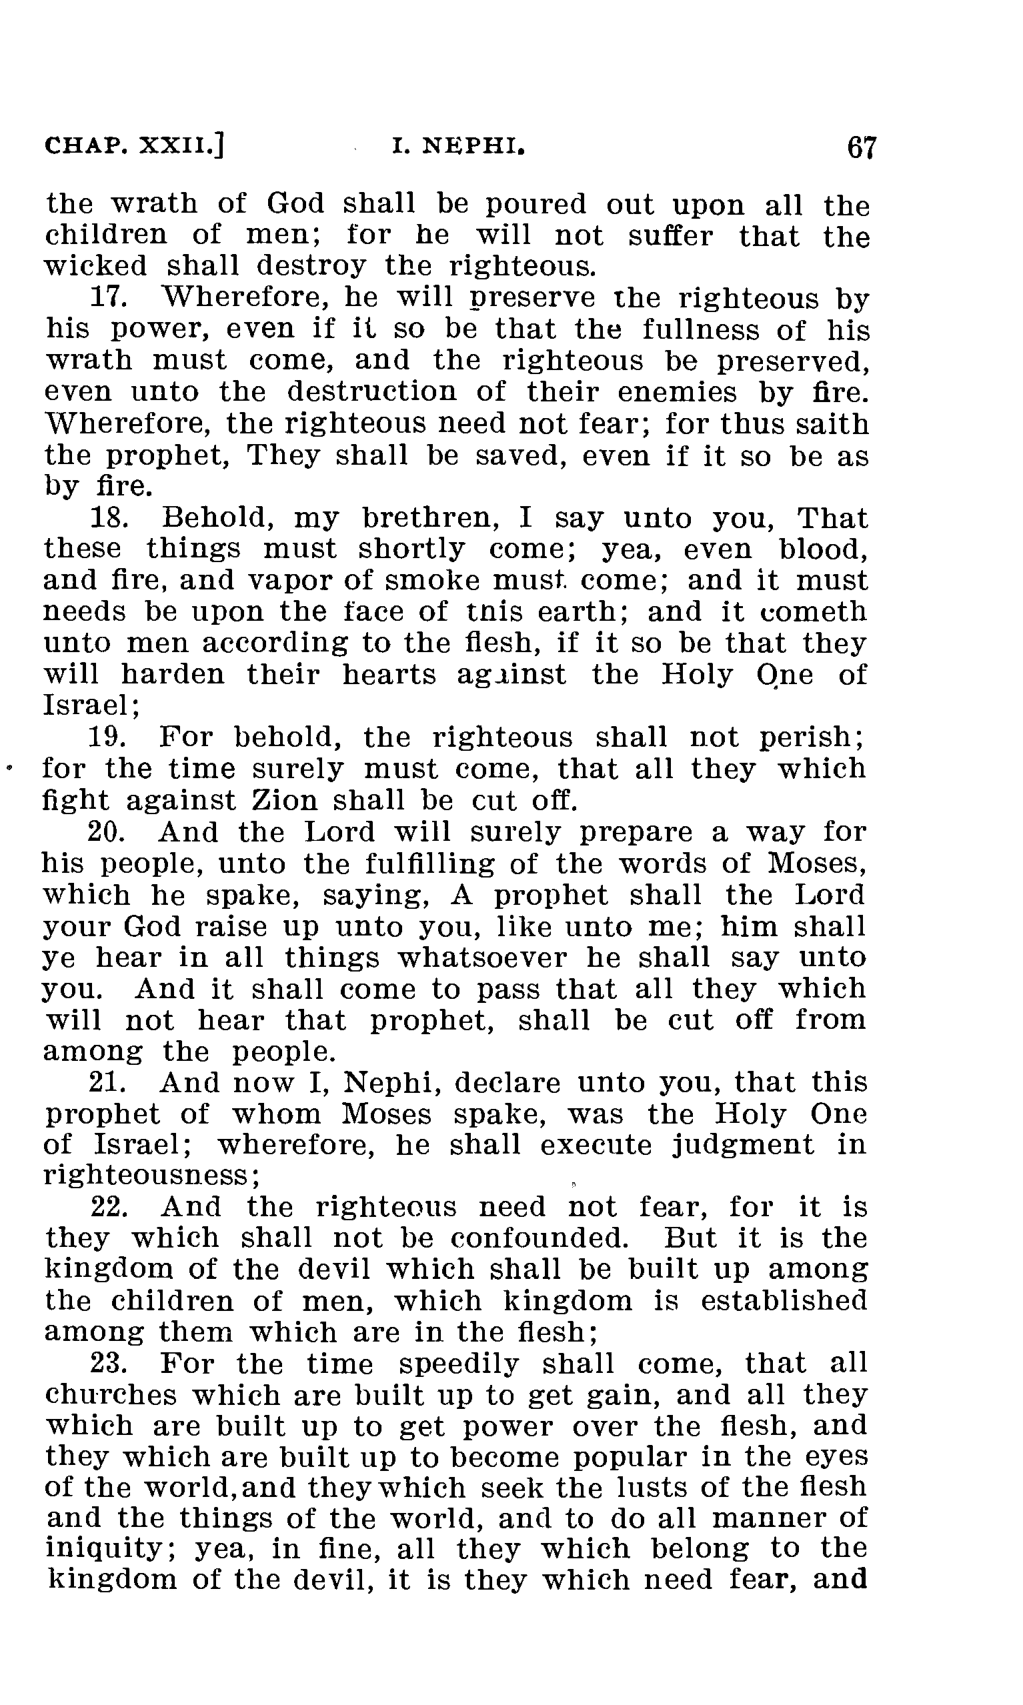 CHAP. XXII.] I. NEPHI. 67
the wrath of God shall be poured out upon all the
children of men; for he will not suffer that the
wicked shall destroy the righteous.
17. Wherefore, he will preserve the righteous by
his power, even if it so be that the fullness of his
wrath must come, and the righteous be preserved,
even unto the destruction of their enemies by fire.
Wherefore, the righteous need not fear; for thus saith
the prophet, They shall be saved, even if it so be as
by fire.
18. Behold, my brethren, I say unto you, That
these things must shortly come; yea, even blood,
and fire, and vapor of smoke must come; and it must
needs be upon the face of this earth; and it cometh
unto men according to the flesh, if it so be that they
will harden their hearts against the Holy One of
Israel;
19. For behold, the righteous shall not perish;
for the time surely must come, that all they which
fight against Zion shall be cut off.
20. And the Lord will surely prepare a way for
his people, unto the fulfilling of the words of Moses,
which he spake, saying, A prophet shall the Lord
your God raise up unto you, like unto me; him shall
ye hear in all things whatsoever he shall say unto
you. And it shall come to pass that all they which
will not hear that prophet, shall be cut off from
among the people.
21. And now I, Nephi, declare unto you, that this
prophet of whom Moses spake, was the Holy One
of Israel; wherefore, he shall execute judgment in
righteousness;
22. And the righteous need not fear, for it is
they which shall not be confounded. But it is the
kingdom of the devil which shall be built up among
the children of men, which kingdom is established
among them which are in the flesh;
23. For the time speedily shall come, that all
churches which are built up to get gain, and all they
which are built up to get power over the flesh, and
they which are built up to become popular in the eyes
of the world, and they which seek the lusts of the flesh
and the things of the world, and to do all manner of
iniquity; yea, in fine, all they which belong to the
kingdom of the devil, it is they which need fear, and